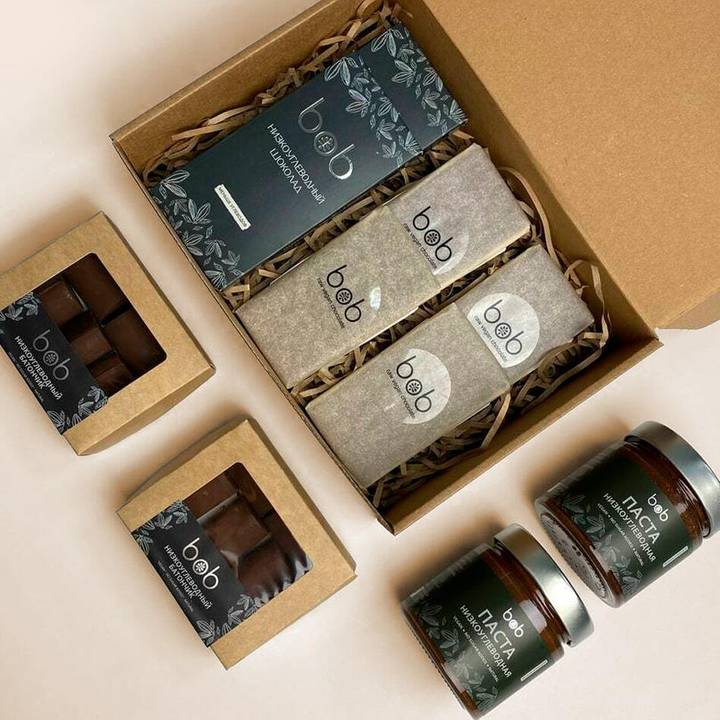 bob
НИЗКОУГЛЕВОДНЫЙ
ШОКОЛАД
bob
raw vegan chocolate
bob
raw vegan chocolate
bob
raw vegan chocolate
bob
raw vegan chocolate
bob
НИЗКОУГЛЕВОДНЫЙ
БАТОНЧИК
bob
НИЗКОУГЛЕВОДНЫЙ
БАТОНЧИК
bob
ПАСТА
НИЗКОУГЛЕВОДНАЯ
bob
ПАСТА
НИЗКОУГЛЕВОДНАЯ